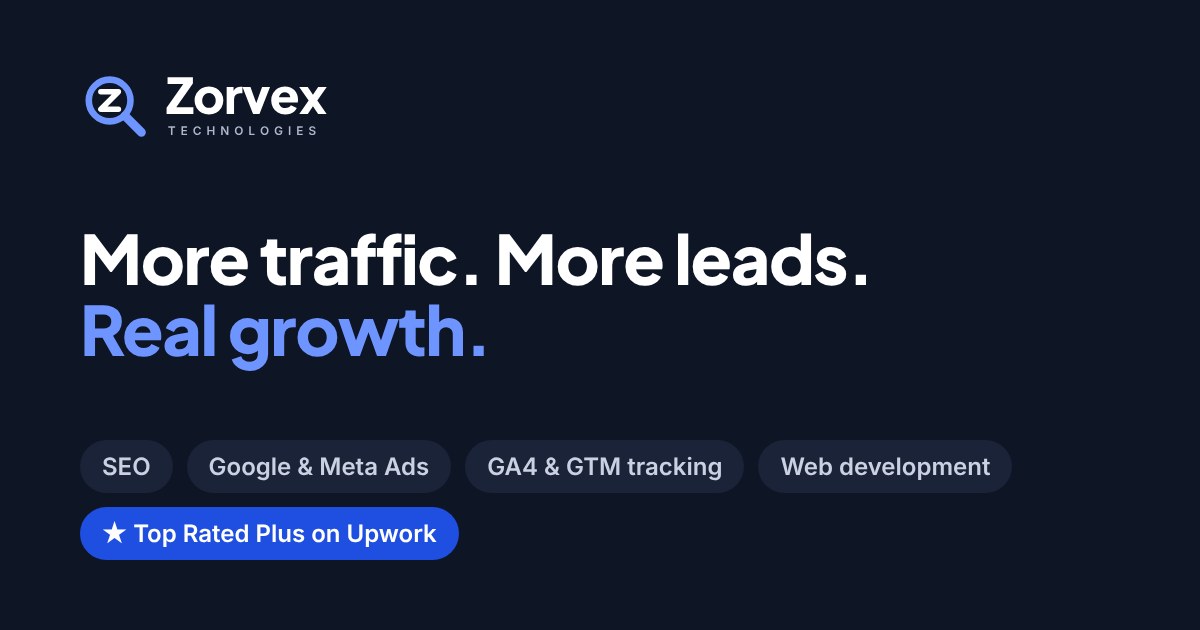 Z
Zorvex
TECHNOLOGIES
More traffic. More leads.
Real growth.
SEO
Google & Meta Ads
GA4 & GTM tracking
Web development
★ Top Rated Plus on Upwork